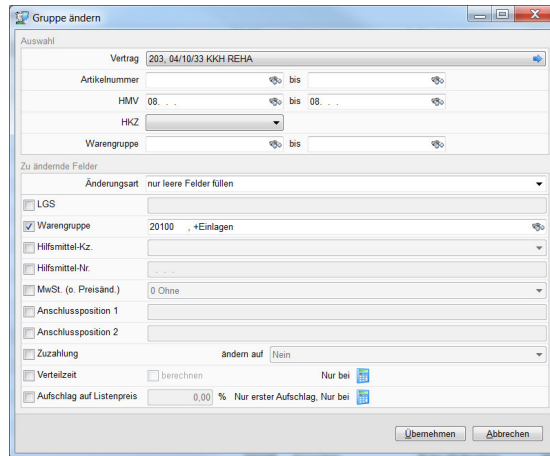 Gruppe ändern
Auswahl
Vertrag 203, 04/10/33 KKH REHA
Artikelnummer bis
HMV 08. . . bis 08. . .
HKZ
Warengruppe bis
Zu ändernde Felder
Änderungsart nur leere Felder füllen
LGS
Warengruppe 20100 , +Einlagen
Hilfsmittel-Kz.
Hilfsmittel-Nr. . . .
MwSt. (o. Preisänd.) 0 Ohne
Anschlussposition 1
Anschlussposition 2
Zuzahlung ändern auf Nein
Verteilzeit berechnen Nur bei
Aufschlag auf Listenpreis 0,00 % Nur erster Aufschlag, Nur bei
Übernehmen Abbrechen